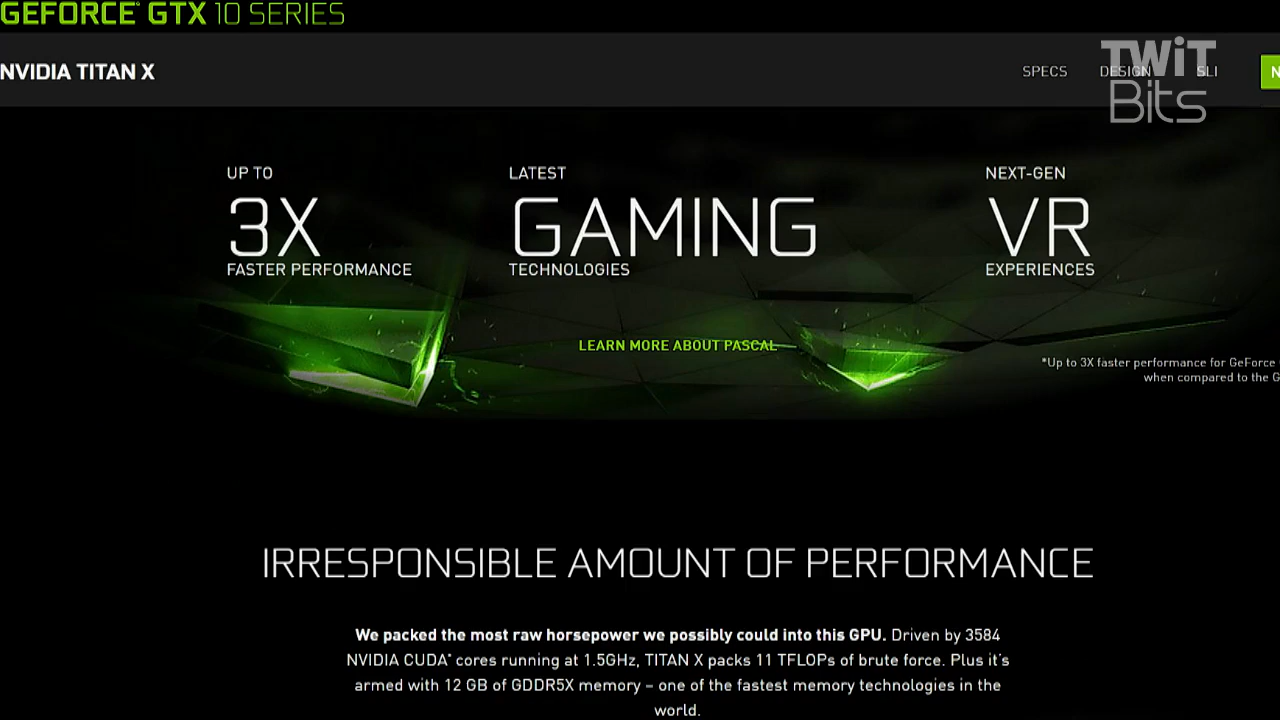 GEFORCE® GTX 10 SERIES
NVIDIA TITAN X
SPECS
DESIGN
SLI
TWiT
Bits
UP TO
3X
FASTER PERFORMANCE
LATEST
GAMING
TECHNOLOGIES
NEXT-GEN
VR
EXPERIENCES
LEARN MORE ABOUT PASCAL
*Up to 3X faster performance for GeForce
when compared to the G
IRRESPONSIBLE AMOUNT OF PERFORMANCE
We packed the most raw horsepower we possibly could into this GPU. Driven by 3584
NVIDIA CUDA® cores running at 1.5GHz, TITAN X packs 11 TFLOPs of brute force. Plus it's
armed with 12 GB of GDDR5X memory – one of the fastest memory technologies in the
world.